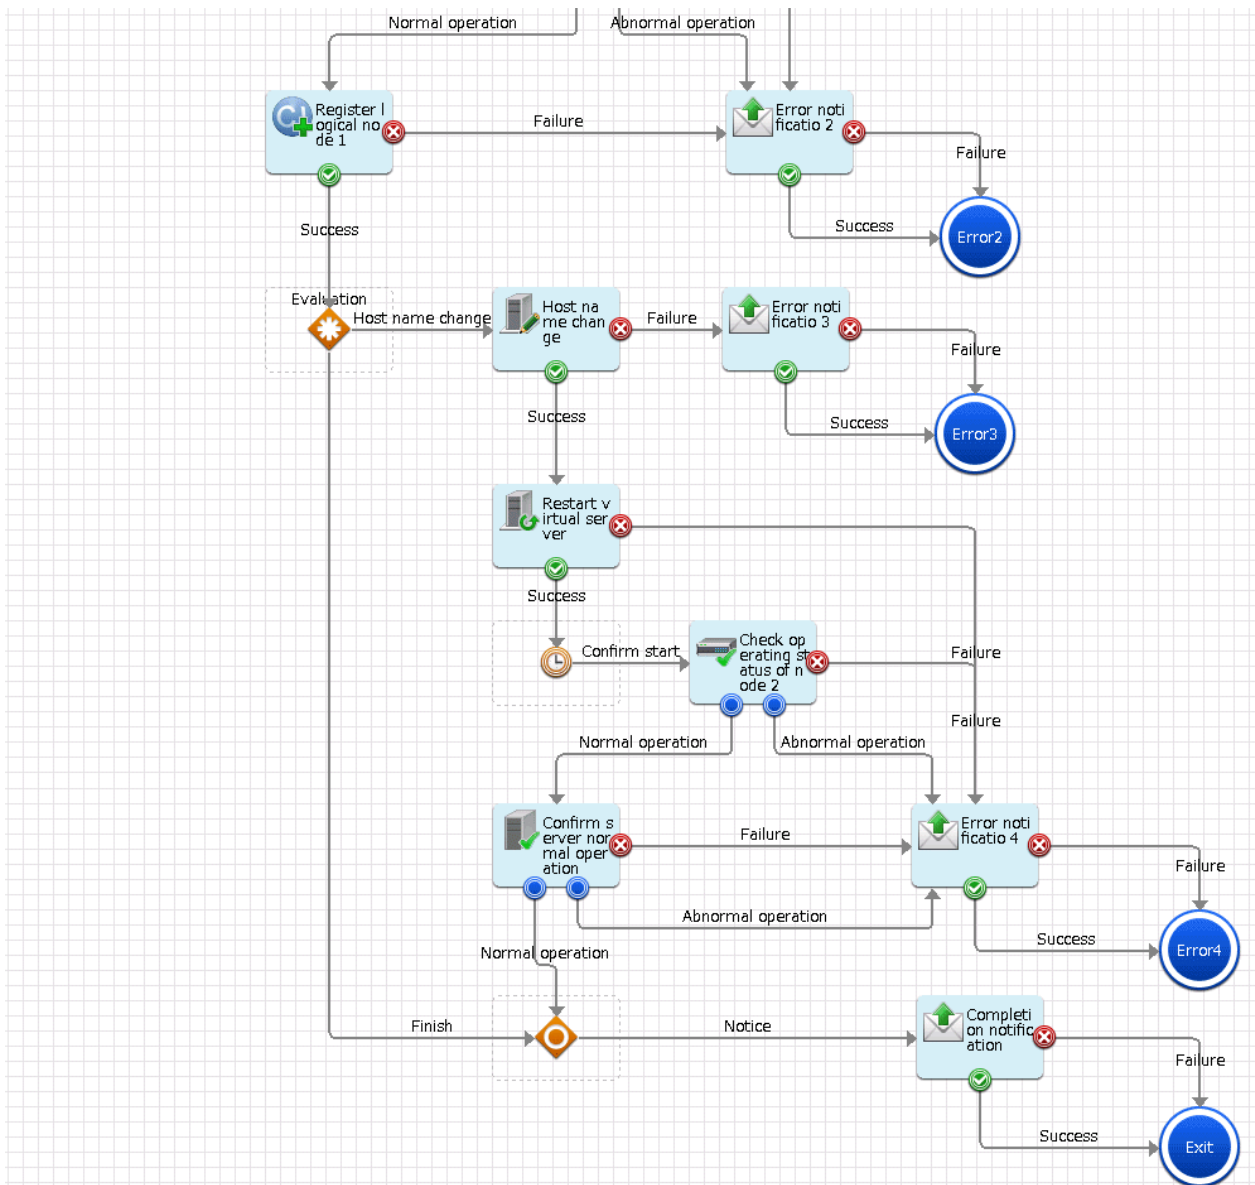 Normal operation
Abnormal operation
Register l
ogical no
de 1
Failure
Error noti
ficatio 2
Failure
Success
Success
Error2
Evaluation
Host name change
Host na
me chan
ge
Failure
Error noti
ficatio 3
Failure
Success
Success
Error3
Restart v
irtual ser
ver
Success
Confirm start
Check op
erating st
atus of n
ode 2
Failure
Failure
Normal operation
Abnormal operation
Confirm s
erver nor
mal oper
ation
Failure
Error noti
ficatio 4
Failure
Abnormal operation
Success
Error4
Normal operation
Finish
Notice
Completi
on notific
ation
Failure
Success
Exit